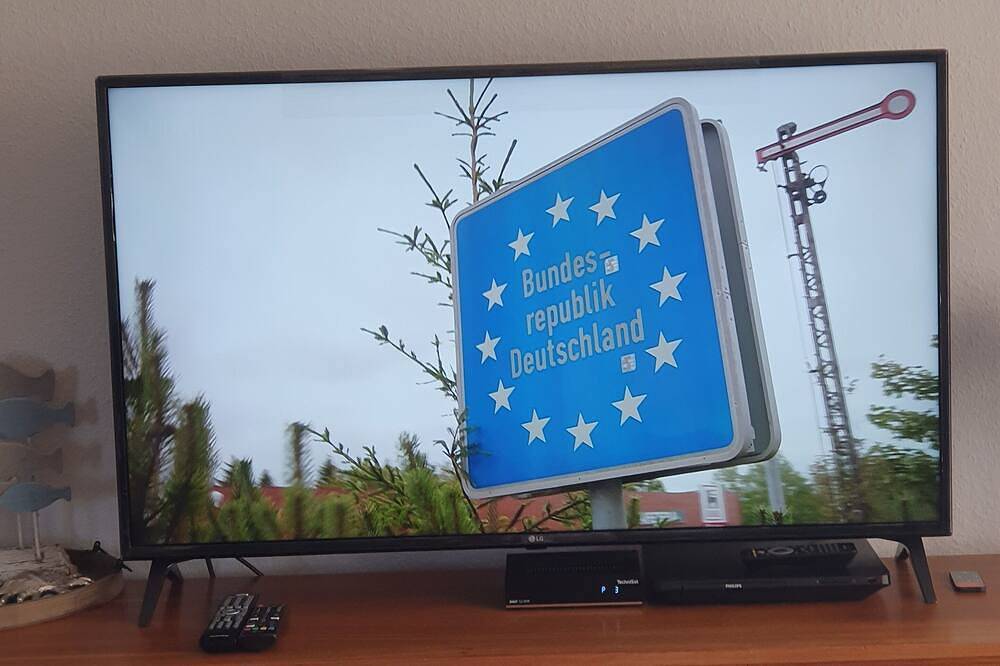 Bundes-
republik
Deutschland
LG
TechniSat
P 3
PHILIPS